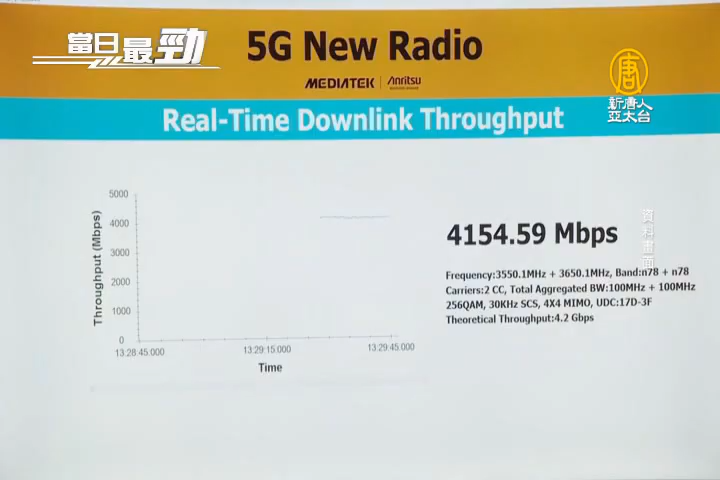 當日最勁
5G New Radio
MEDIATEK | Anritsu
新唐人
亞太台
Real-Time Downlink Throughput
資料畫面
5000
4000
3000
2000
1000
0
Throughput (Mbps)
13:28:45:000
13:29:15:000
13:29:45:000
Time
4154.59 Mbps
Frequency:3550.1MHz + 3650.1MHz, Band:n78 + n78
Carriers:2 CC, Total Aggregated BW:100MHz + 100MHz
256QAM, 30KHz SCS, 4X4 MIMO, UDC:17D-3F
Theoretical Throughput:4.2 Gbps